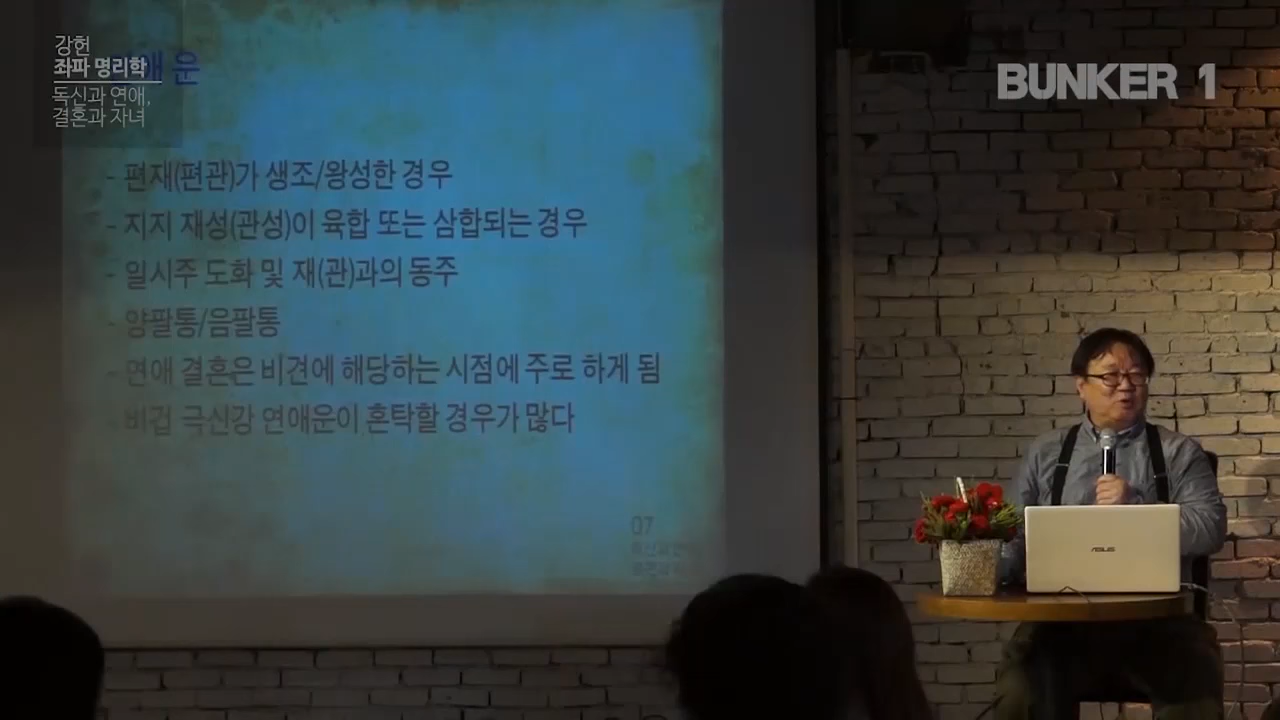 강헌
좌파 명리학
독신과 연애,
결혼과 자녀
애 운
BUNKER 1
- 편재(편관)가 생조/왕성한 경우
- 지지 재성(관성)이 육합 또는 삼합되는 경우
- 일시주 도화 및 재(관)과의 동주
- 양팔통/음팔통
- 연애 결혼은 비견에 해당하는 시점에 주로 하게 됨
비겁 극신강 연애운이 혼탁할 경우가 많다
07
ASUS